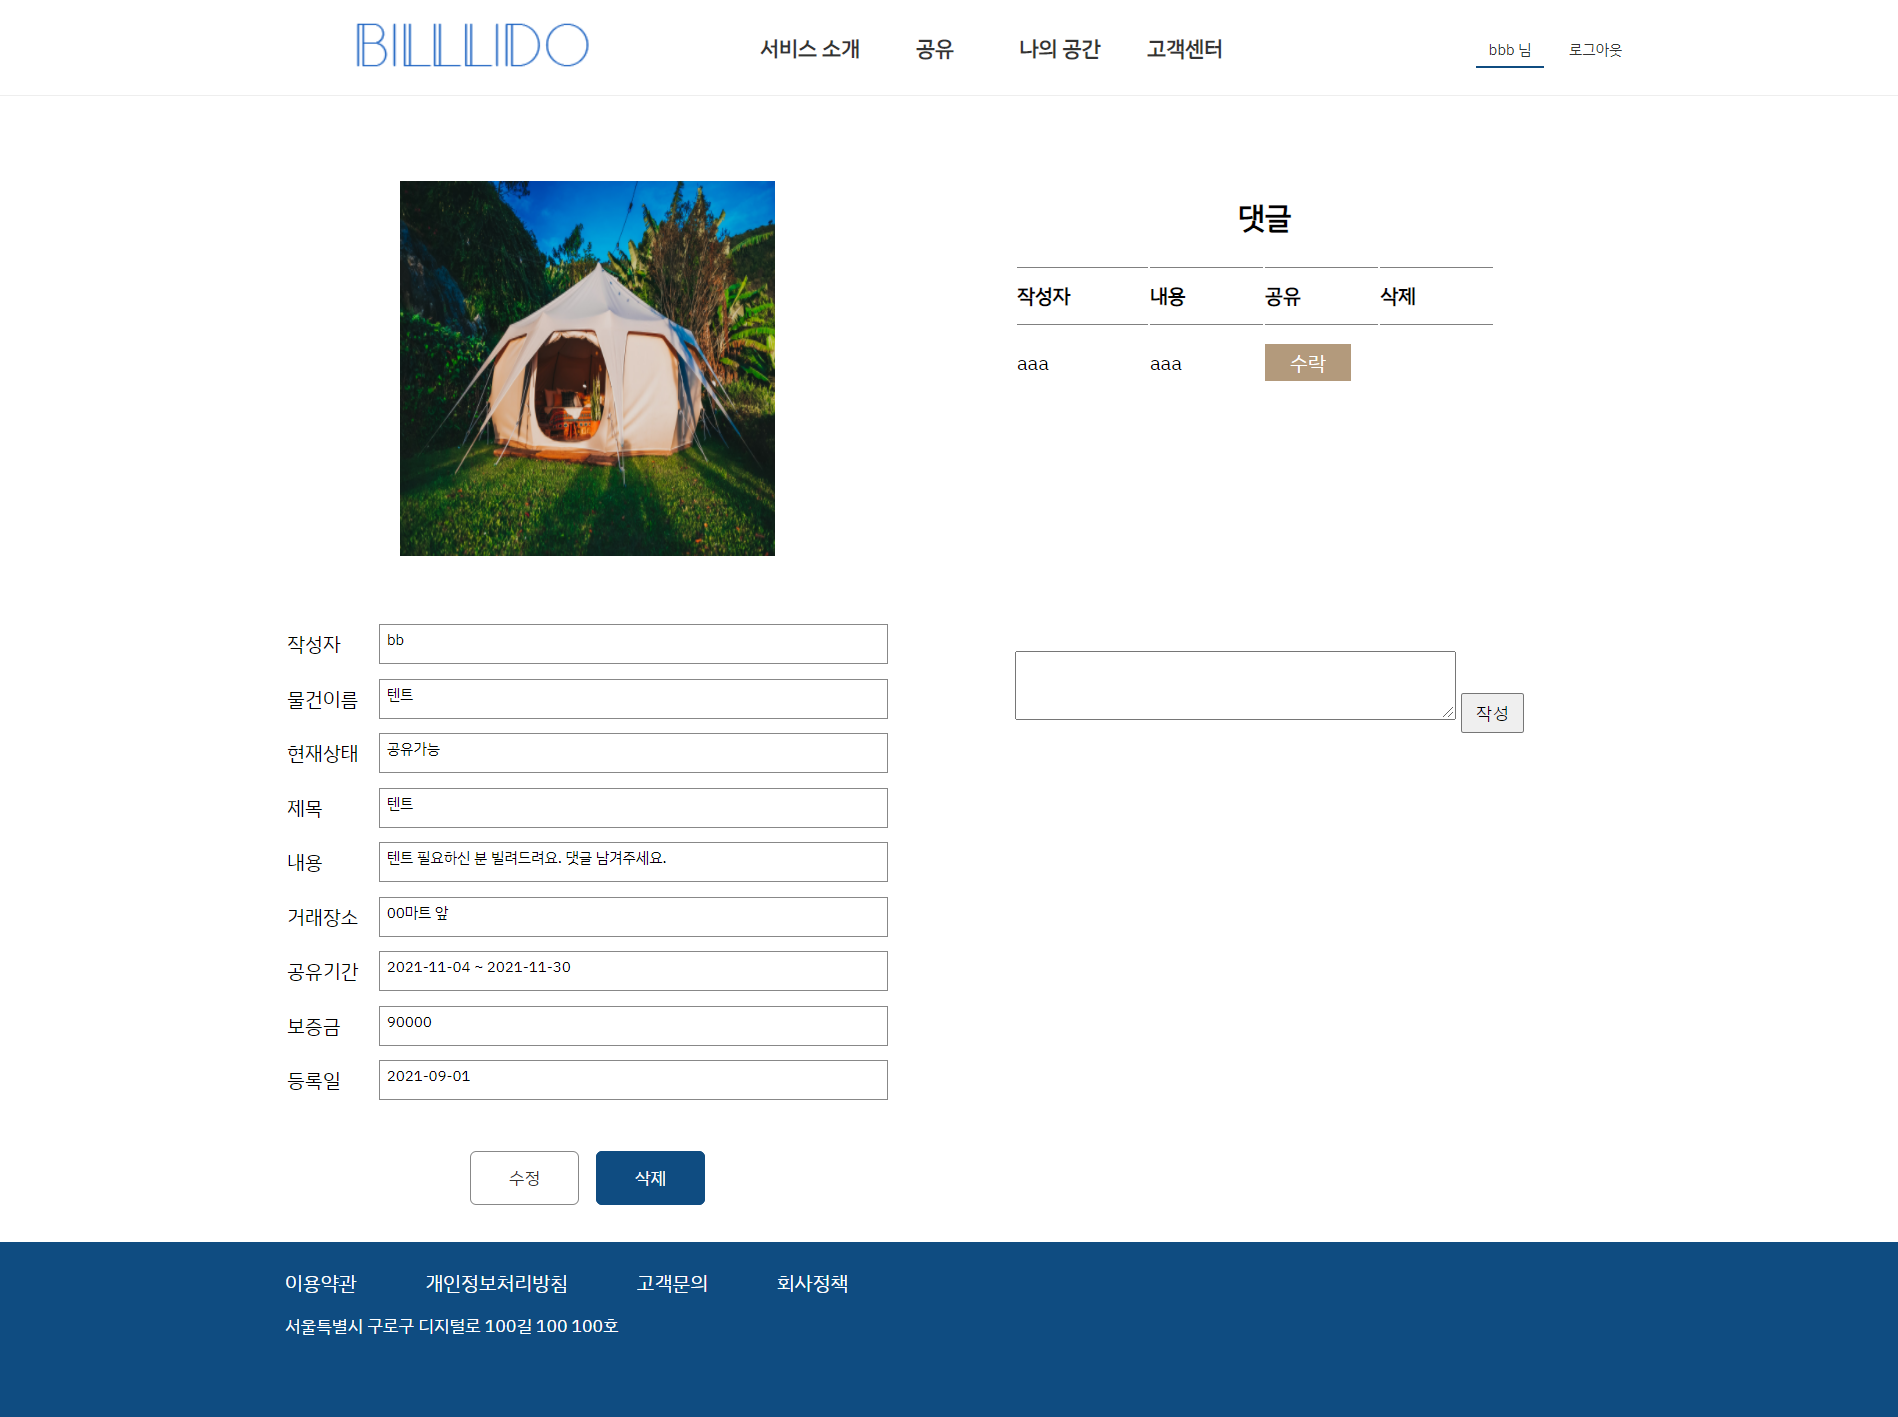 BILLLIDO
서비스 소개 공유 나의 공간 고객센터
bbb 님 로그아웃
댓글
작성자 내용 공유 삭제
aaa aaa 수락
작성자 bb
물건이름 텐트
현재상태 공유가능
제목 텐트
내용 텐트 필요하신 분 빌려드려요. 댓글 남겨주세요.
거래장소 00마트 앞
공유기간 2021-11-04 ~ 2021-11-30
보증금 90000
등록일 2021-09-01
작성
수정 삭제
이용약관 개인정보처리방침 고객문의 회사정책
서울특별시 구로구 디지털로 100길 100 100호